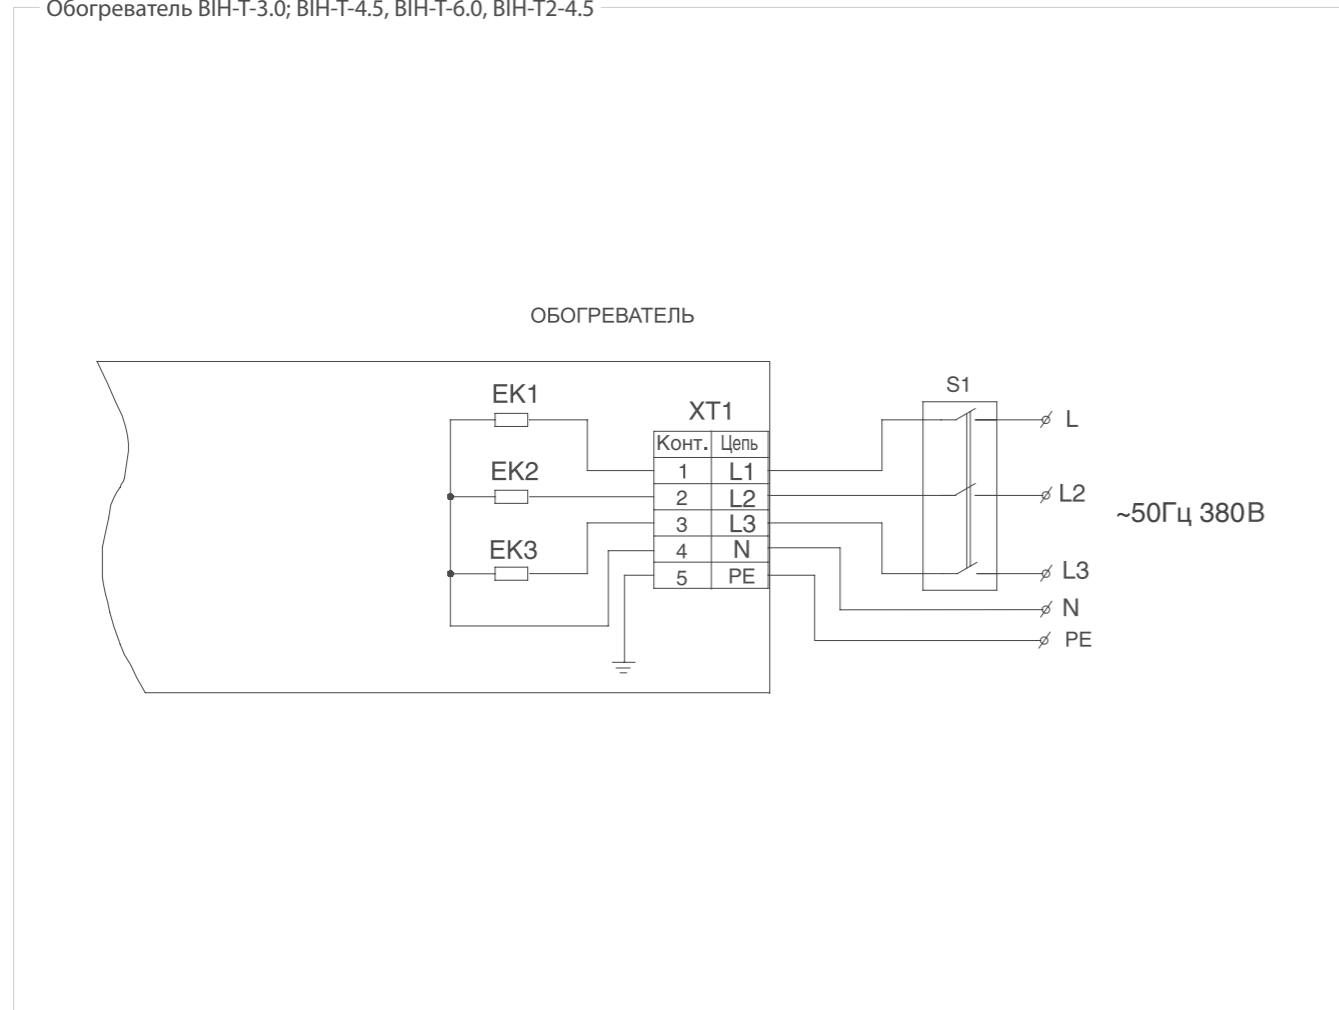 Обогреватель BIH-T-3.0; BIH-T-4.5, BIH-T-6.0, BIH-T2-4.5
ОБОГРЕВАТЕЛЬ
EK1
EK2
EK3
XT1
Конт. Цепь
1 L1
2 L2
3 L3
4 N
5 PE
S1
L
L2
L3
N
PE
~50Гц 380В